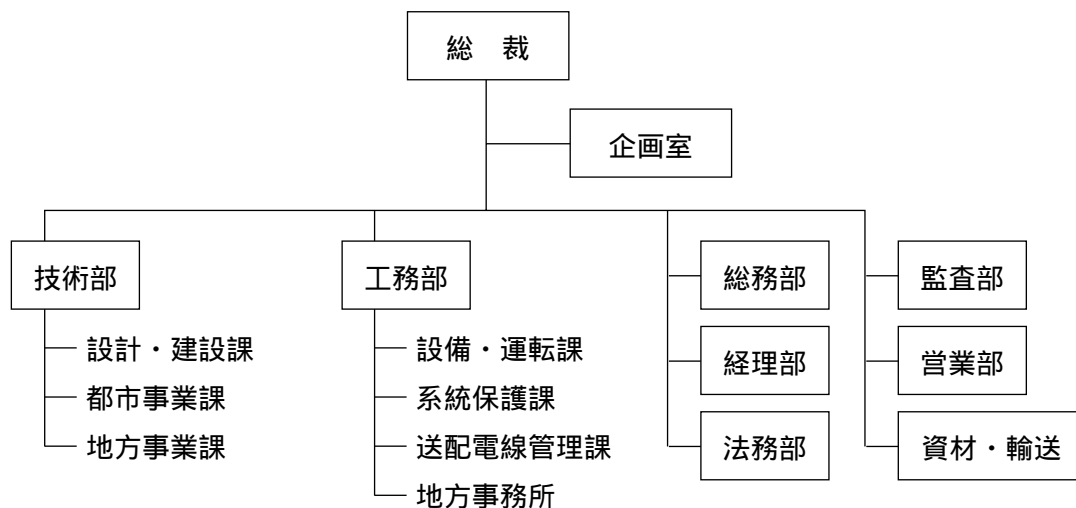 総　裁
企画室
技術部
設計・建設課
都市事業課
地方事業課
工務部
設備・運転課
系統保護課
送配電線管理課
地方事務所
総務部
経理部
法務部
監査部
営業部
資材・輸送